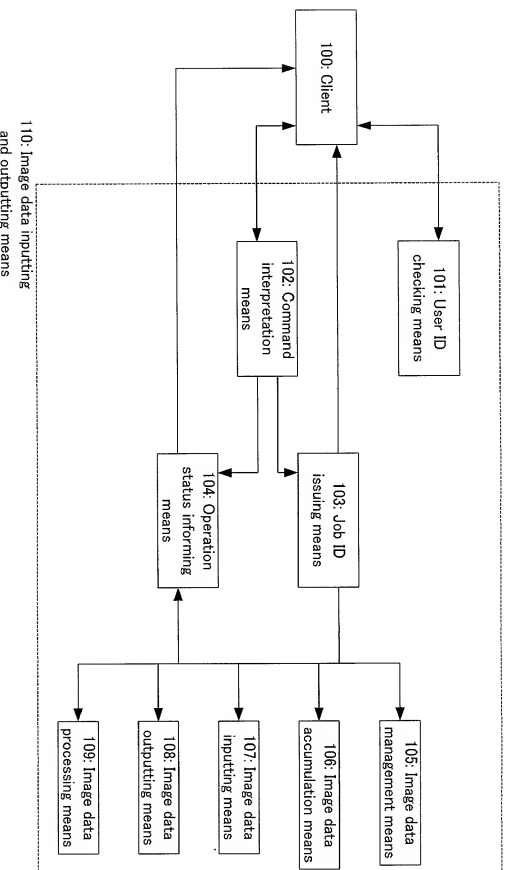 100: Client
101: User ID
checking means
102: Command
interpretation
means
103: Job ID
issuing means
104: Operation
status informing
means
105: Image data
management means
106: Image data
accumulation means
107: Image data
inputting means
108: Image data
outputting means
109: Image data
processing means
110: Image data inputting
and outputting means